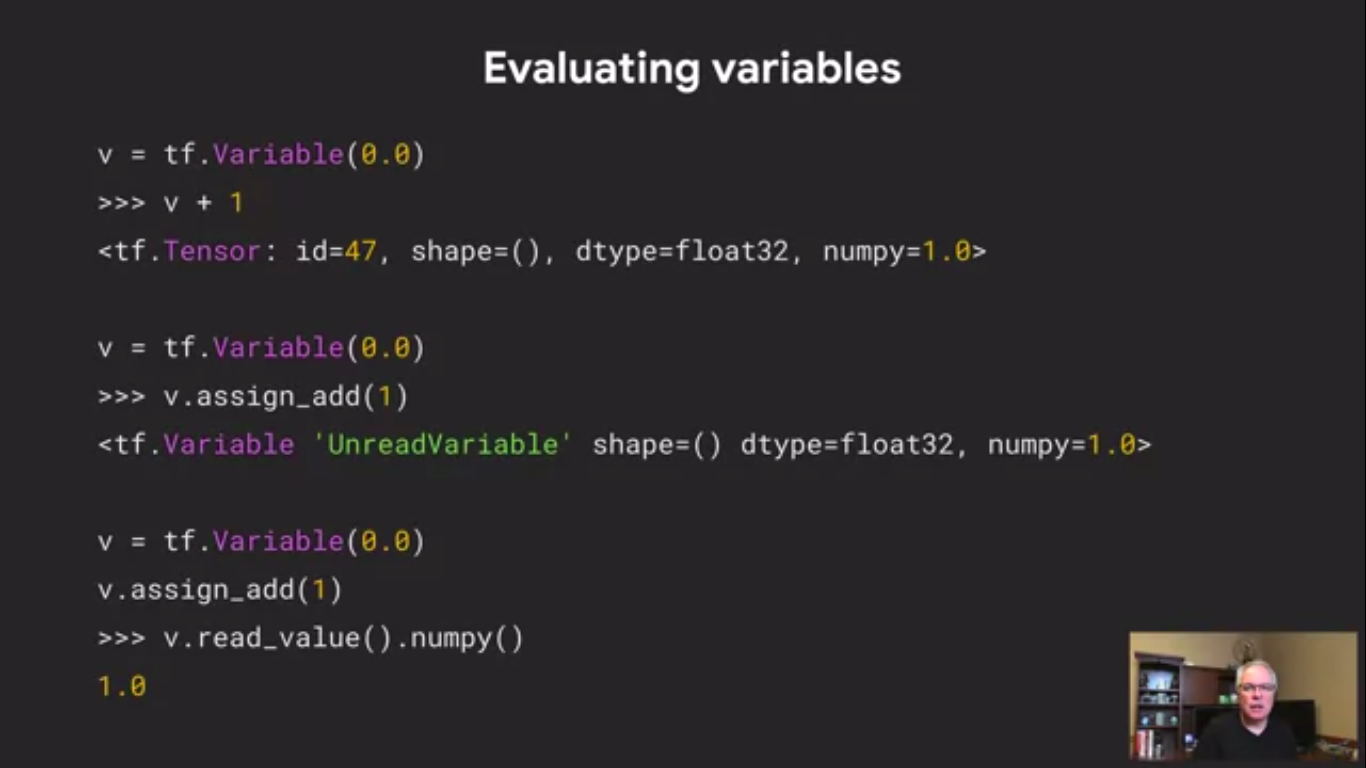 Evaluating variables
v = tf.Variable(0.0)
>>> v + 1
<tf.Tensor: id=47, shape=(), dtype=float32, numpy=1.0>
v = tf.Variable(0.0)
>>> v.assign_add(1)
<tf.Variable 'UnreadVariable' shape=() dtype=float32, numpy=1.0>
v = tf.Variable(0.0)
v.assign_add(1)
>>> v.read_value().numpy()
1.0